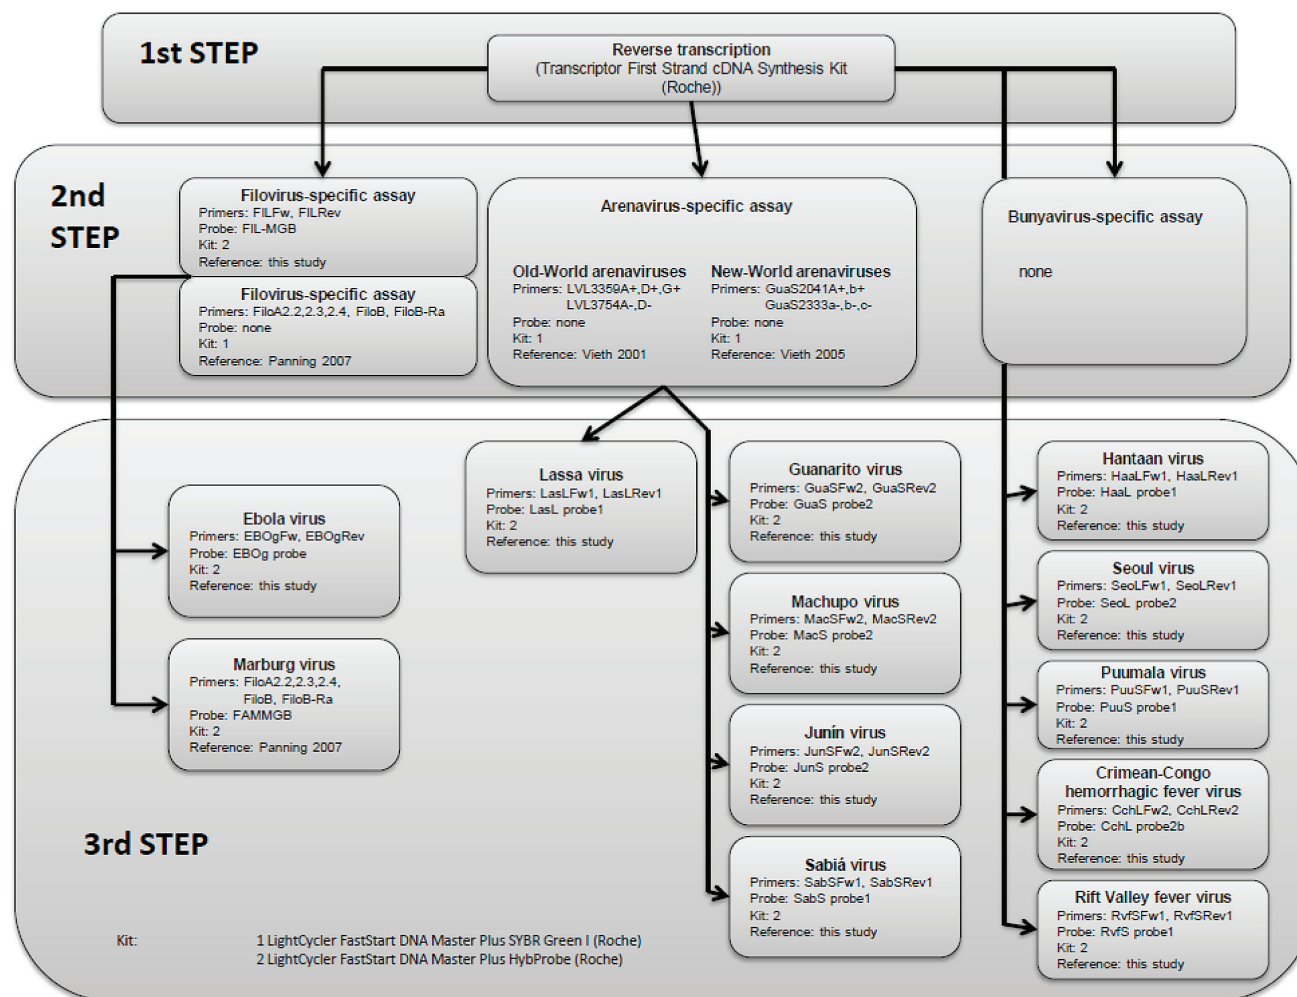 1st STEP
Reverse transcription
(Transcriptor First Strand cDNA Synthesis Kit
(Roche))
2nd
STEP
Filovirus-specific assay
Primers: FILFw, FILRev
Probe: FIL-MGB
Kit: 2
Reference: this study
Filovirus-specific assay
Primers: FiloA2.2,2.3,2.4, FiloB, FiloB-Ra
Probe: none
Kit: 1
Reference: Panning 2007
Arenavirus-specific assay
Old-World arenaviruses
Primers: LVL3359A+,D+,G+
LVL3754A-,D-
Probe: none
Kit: 1
Reference: Vieth 2001
New-World arenaviruses
Primers: GuaS2041A+,b+
GuaS2333a-,b-,c-
Probe: none
Kit: 1
Reference: Vieth 2005
Bunyavirus-specific assay
none
3rd STEP
Ebola virus
Primers: EBOgFw, EBOgRev
Probe: EBOg probe
Kit: 2
Reference: this study
Marburg virus
Primers: FiloA2.2,2.3,2.4,
FiloB, FiloB-Ra
Probe: FAMMGB
Kit: 2
Reference: Panning 2007
Lassa virus
Primers: LasLFw1, LasLRev1
Probe: LasL probe1
Kit: 2
Reference: this study
Guanarito virus
Primers: GuaSFw2, GuaSRev2
Probe: GuaS probe2
Kit: 2
Reference: this study
Machupo virus
Primers: MacSFw2, MacSRev2
Probe: MacS probe2
Kit: 2
Reference: this study
Junín virus
Primers: JunSFw2, JunSRev2
Probe: JunS probe2
Kit: 2
Reference: this study
Sabiá virus
Primers: SabSFw1, SabSRev1
Probe: SabS probe1
Kit: 2
Reference: this study
Hantaan virus
Primers: HaaLFw1, HaaLRev1
Probe: HaaL probe1
Kit: 2
Reference: this study
Seoul virus
Primers: SeoLFw1, SeoLRev1
Probe: SeoL probe2
Kit: 2
Reference: this study
Puumala virus
Primers: PuuSFw1, PuuSRev1
Probe: PuuS probe1
Kit: 2
Reference: this study
Crimean-Congo
hemorrhagic fever virus
Primers: CchLFw2, CchLRev2
Probe: CchL probe2b
Kit: 2
Reference: this study
Rift Valley fever virus
Primers: RvfSFw1, RvfSRev1
Probe: RvfS probe1
Kit: 2
Reference: this study
Kit: 1 LightCycler FastStart DNA Master Plus SYBR Green I (Roche)
2 LightCycler FastStart DNA Master Plus HybProbe (Roche)